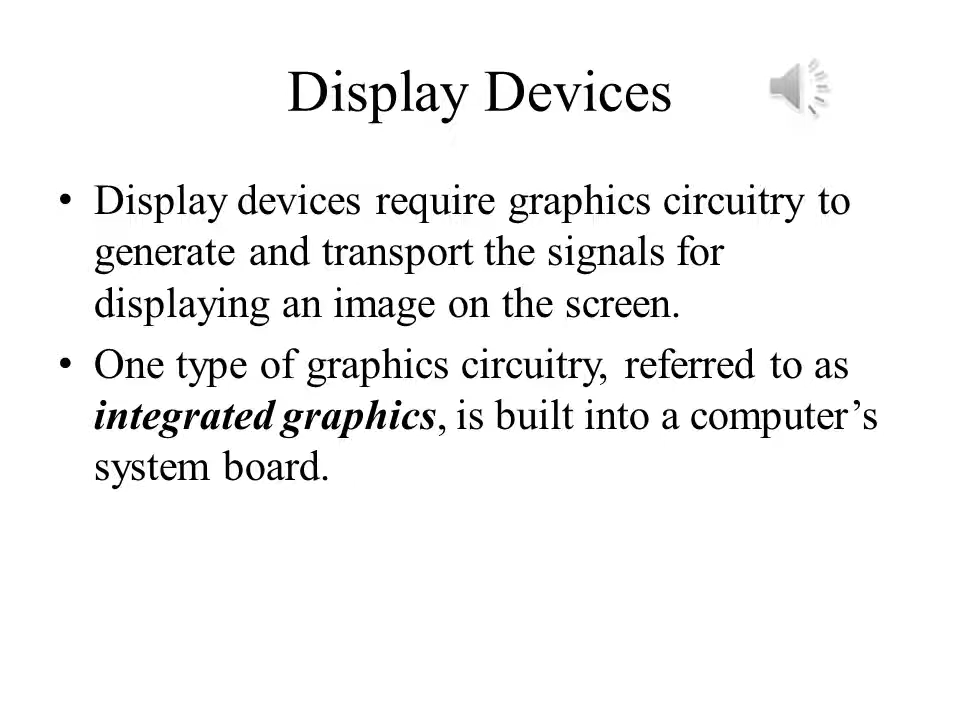 Display Devices
• Display devices require graphics circuitry to
generate and transport the signals for
displaying an image on the screen.
• One type of graphics circuitry, referred to as
integrated graphics, is built into a computer’s
system board.